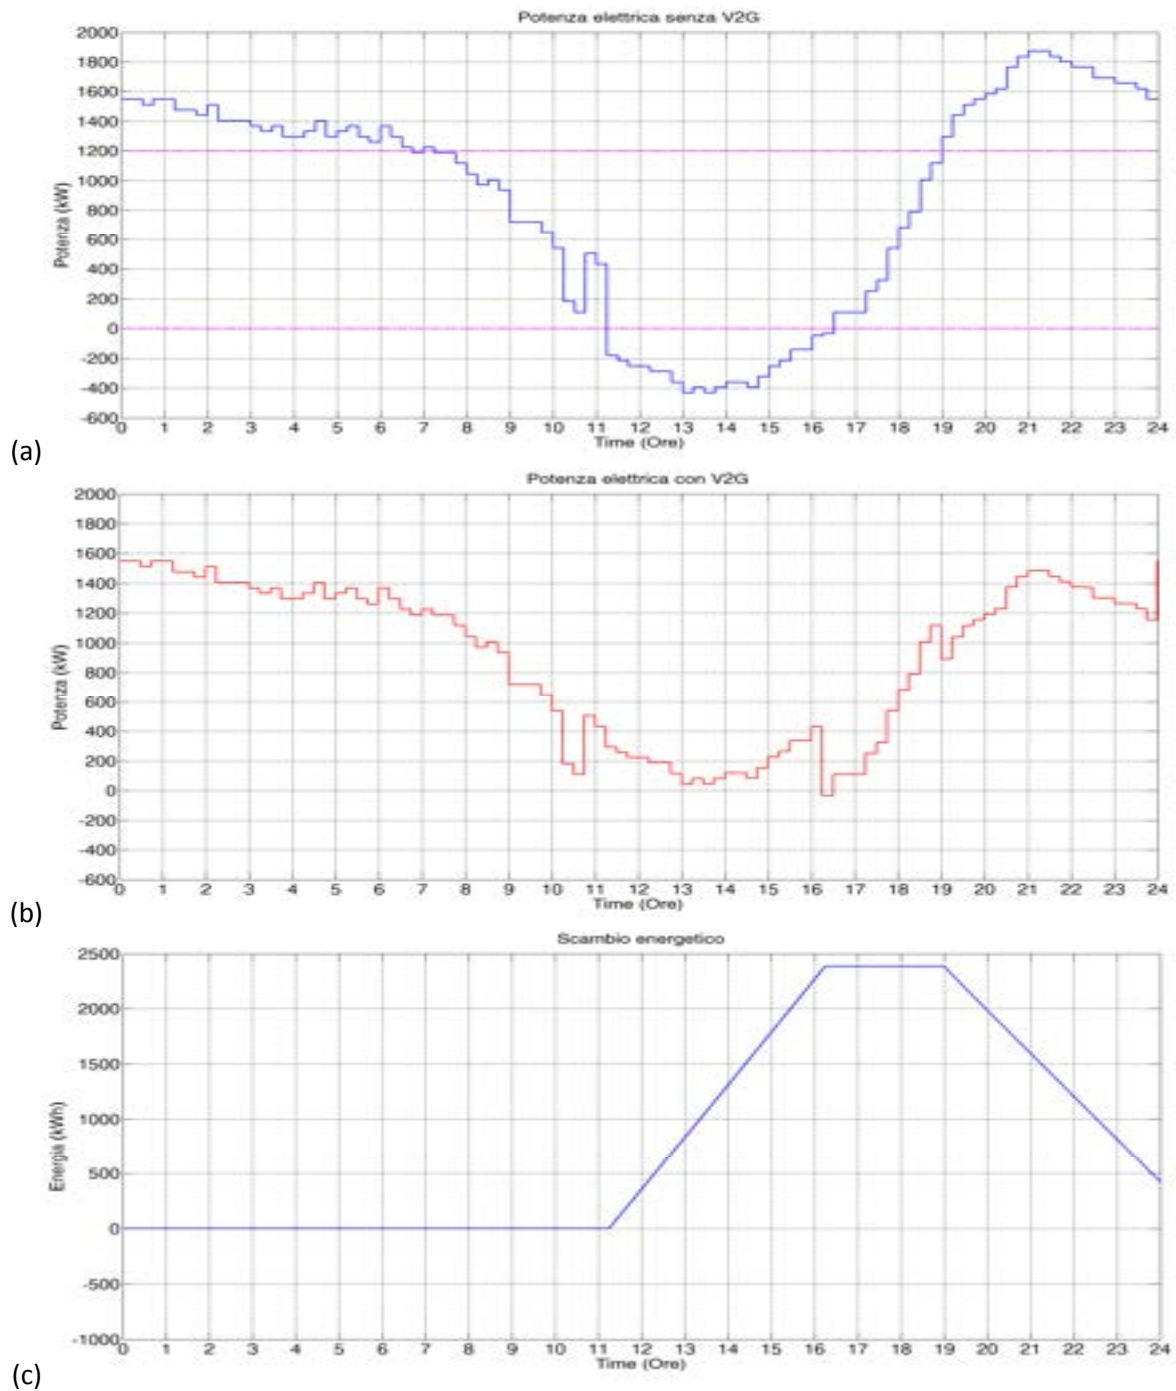 Potenza elettrica senza V2G
2000
1800
1600
1400
1200
1000
800
600
400
200
0
-200
-400
-600
Potenza (kW)
0 1 2 3 4 5 6 7 8 9 10 11 12 13 14 15 16 17 18 19 20 21 22 23 24
Time (Ore)
(a)
Potenza elettrica con V2G
2000
1800
1600
1400
1200
1000
800
600
400
200
0
-200
-400
-600
Potenza (kW)
0 1 2 3 4 5 6 7 8 9 10 11 12 13 14 15 16 17 18 19 20 21 22 23 24
Time (Ore)
(b)
Scambio energetico
2500
2000
1500
1000
500
0
-500
-1000
Energia (kWh)
0 1 2 3 4 5 6 7 8 9 10 11 12 13 14 15 16 17 18 19 20 21 22 23 24
Time (Ore)
(c)